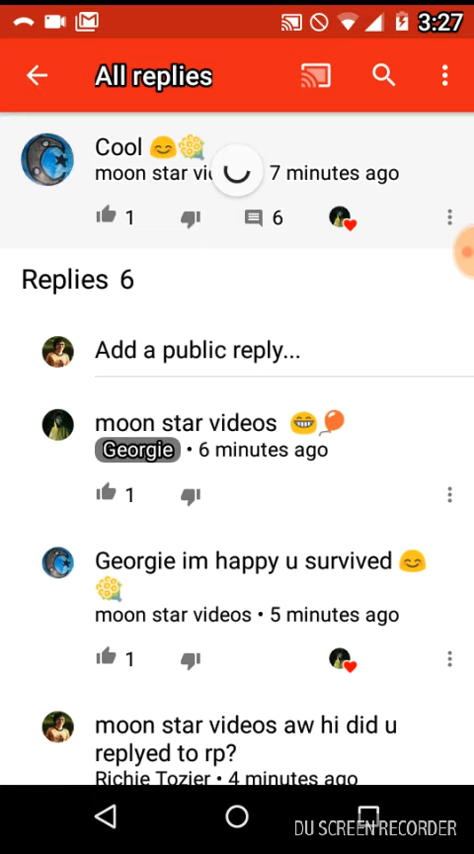 3:27
All replies
Cool 😊💐
moon star vi 7 minutes ago
1 6
Replies 6
Add a public reply...
moon star videos 😁🎈
Georgie • 6 minutes ago
1
Georgie im happy u survived 😊
💐
moon star videos • 5 minutes ago
1
moon star videos aw hi did u
replyed to rp?
Richie Tozier • 4 minutes ago
DU SCREEN RECORDER